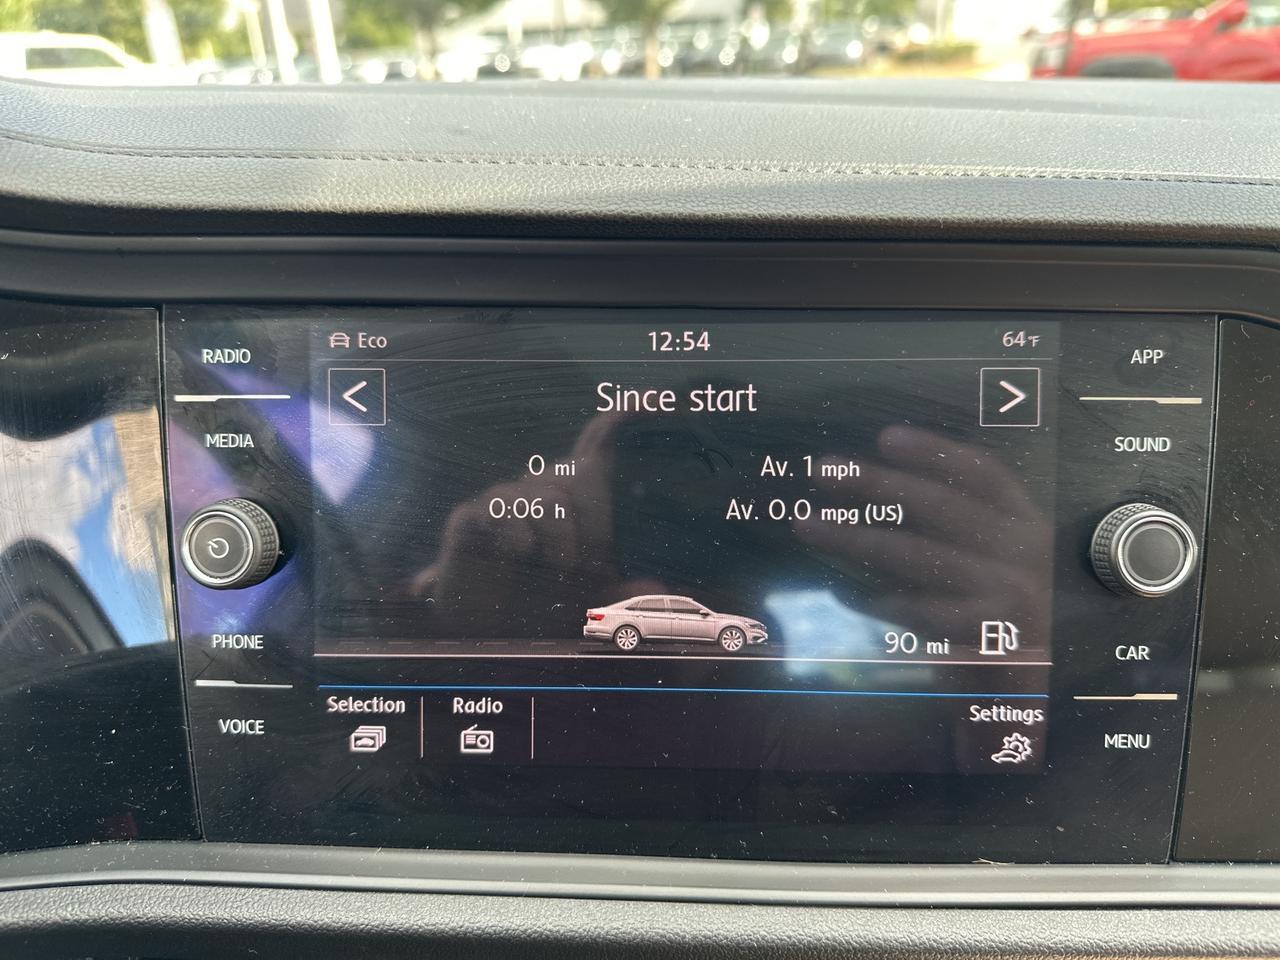 RADIO
MEDIA
PHONE
VOICE
Eco
12:54
64°F
<
Since start
>
0 mi
Av. 1 mph
0:06 h
Av. 0.0 mpg (US)
90 mi
Selection
Radio
Settings
APP
SOUND
CAR
MENU